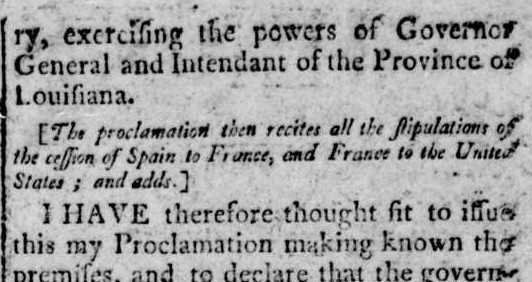 ry, exerciſing the powers of Governor
General and Intendant of the Province of
Louiſiana.
[The proclamation then recites all the ſtipulations of
the ceſſion of Spain to France, and France to the United
States ; and adds.]
I HAVE therefore thought fit to iſſue
this my Proclamation making known the
premiſes, and to declare that the govern-